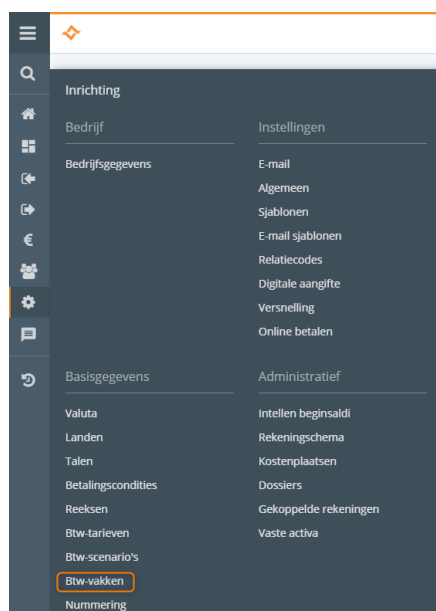 Inrichting
Bedrijf
Bedrijfsgegevens
Instellingen
E-mail
Algemeen
Sjablonen
E-mail sjablonen
Relatiecodes
Digitale aangifte
Versnelling
Online betalen
Basisgegevens
Valuta
Landen
Talen
Betalingscondities
Reeksen
Btw-tarieven
Btw-scenario's
Btw-vakken
Nummering
Administratief
Intellen beginsaldi
Rekeningschema
Kostenplaatsen
Dossiers
Gekoppelde rekeningen
Vaste activa